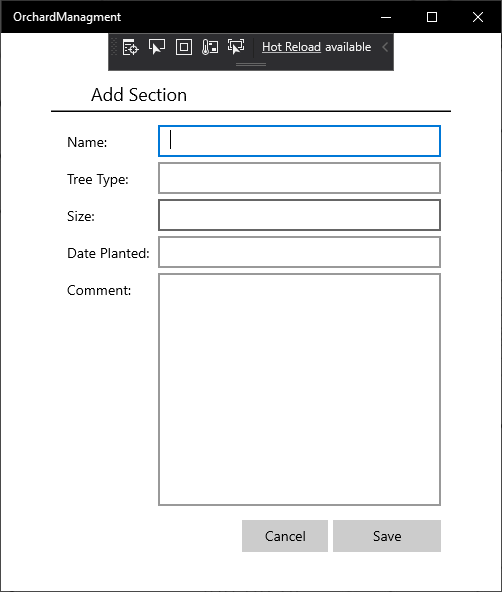 OrchardManagment
Hot Reload available
Add Section
Name:
Tree Type:
Size:
Date Planted:
Comment:
Cancel Save